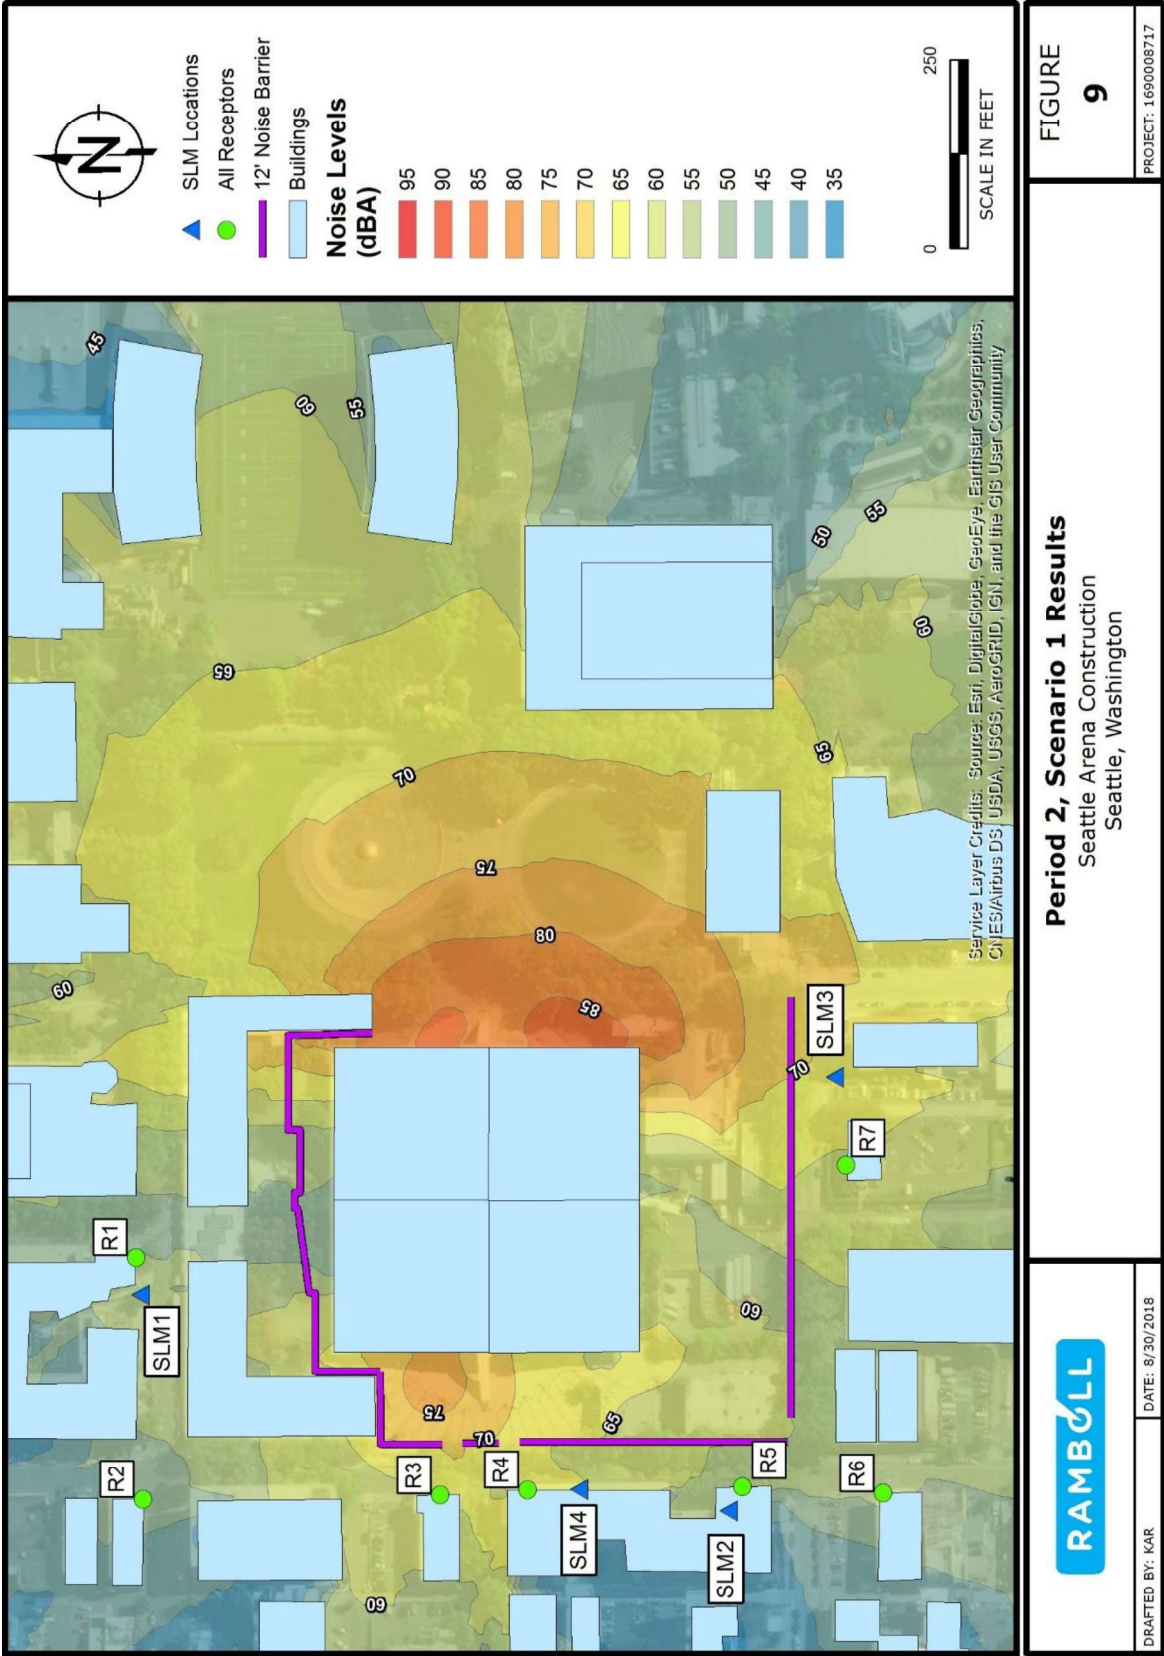 N
SLM Locations
All Receptors
12' Noise Barrier
Buildings
Noise Levels
(dBA)
95
90
85
80
75
70
65
60
55
50
45
40
35
0
250
SCALE IN FEET
R1
SLM1
R2
R3
R4
SLM4
SLM2
R5
R6
R7
SLM3
45
60
55
65
60
70
75
80
85
50
55
60
65
70
60
65
75
70
60
Service Layer Credits: Source: Esri, DigitalGlobe, GeoEye, Earthstar Geographics,
CNES/Airbus DS, USDA, USGS, AeroGRID, IGN, and the GIS User Community
RAMBOLL
DRAFTED BY: KAR
DATE: 8/30/2018
Period 2, Scenario 1 Results
Seattle Arena Construction
Seattle, Washington
FIGURE
9
PROJECT: 1690008717